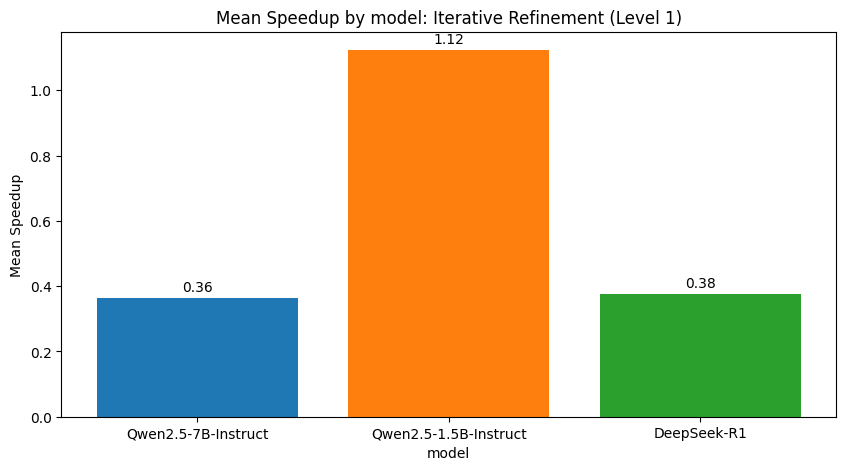 Mean Speedup by model: Iterative Refinement (Level 1)
1.12
1.0
0.8
0.6
0.4
0.2
0.0
Mean Speedup
0.36
0.38
Qwen2.5-7B-Instruct
Qwen2.5-1.5B-Instruct
DeepSeek-R1
model